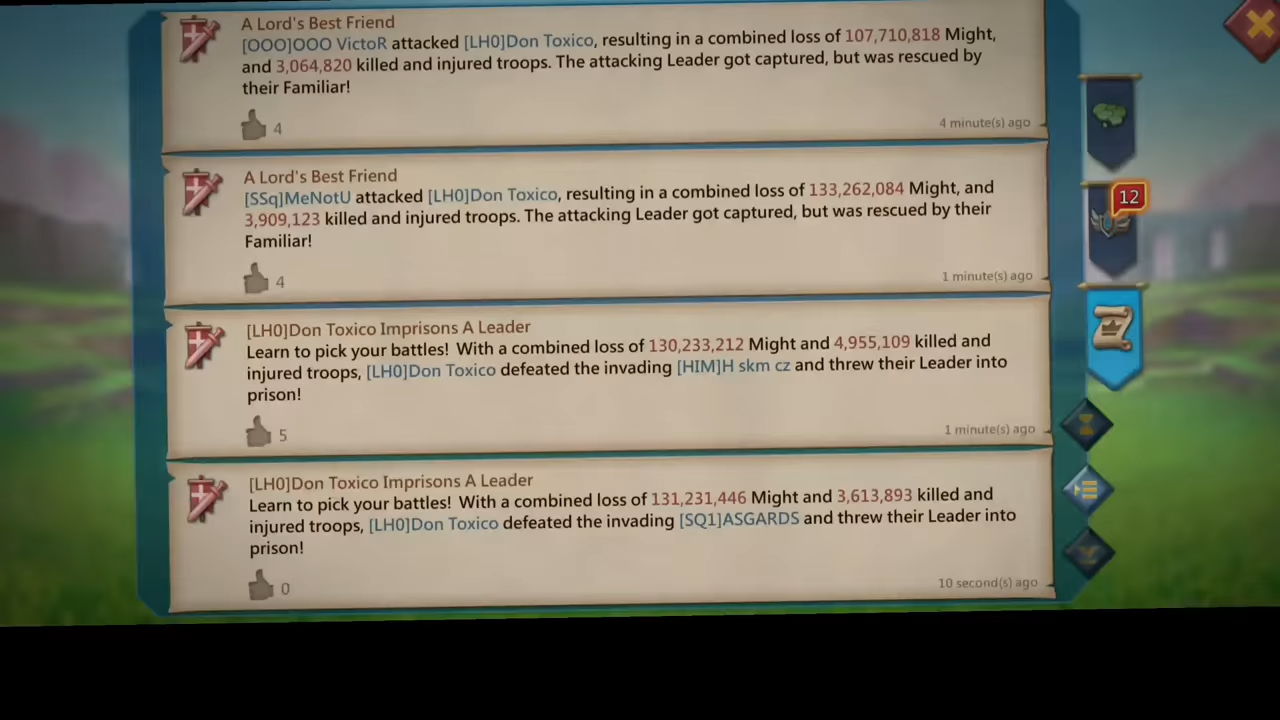 A Lord's Best Friend
[OOO]OOO VictoR attacked [LH0]Don Toxico, resulting in a combined loss of 107,710,818 Might,
and 3,064,820 killed and injured troops. The attacking Leader got captured, but was rescued by
their Familiar!
4
4 minute(s) ago
A Lord's Best Friend
[SSq]MeNotU attacked [LH0]Don Toxico, resulting in a combined loss of 133,262,084 Might, and
3,909,123 killed and injured troops. The attacking Leader got captured, but was rescued by their
Familiar!
4
1 minute(s) ago
12
[LH0]Don Toxico Imprisons A Leader
Learn to pick your battles! With a combined loss of 130,233,212 Might and 4,955,109 killed and
injured troops, [LH0]Don Toxico defeated the invading [HIM]H skm cz and threw their Leader into
prison!
5
1 minute(s) ago
[LH0]Don Toxico Imprisons A Leader
Learn to pick your battles! With a combined loss of 131,231,446 Might and 3,613,893 killed and
injured troops, [LH0]Don Toxico defeated the invading [SQ1]ASGARDS and threw their Leader into
prison!
0
10 second(s) ago